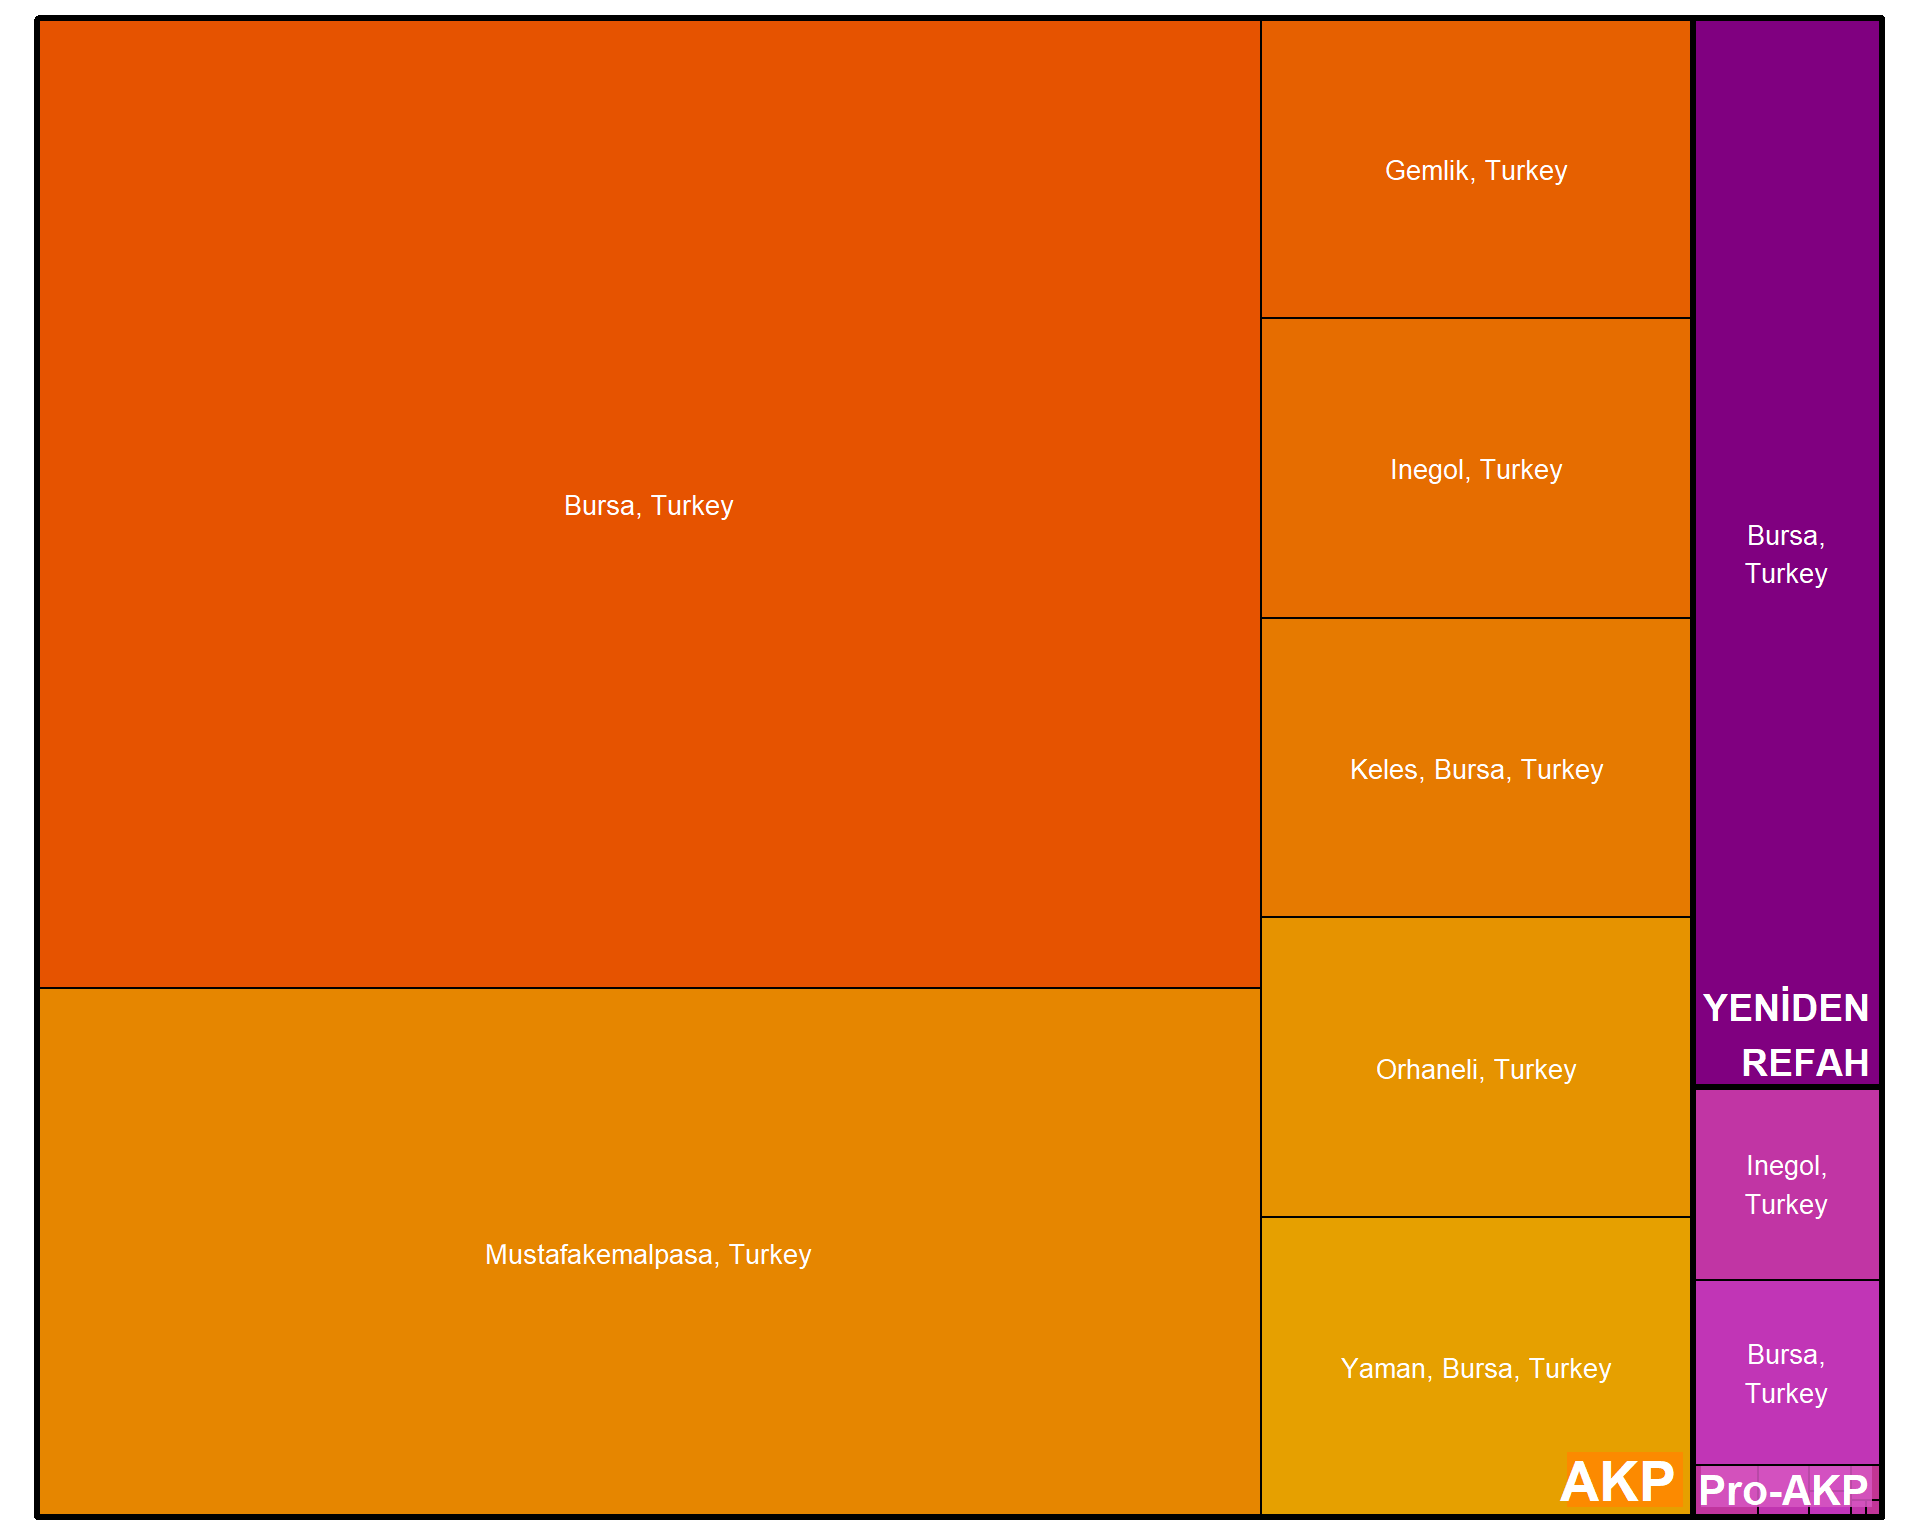 Bursa, Turkey
Mustafakemalpasa, Turkey
Gemlik, Turkey
Inegol, Turkey
Keles, Bursa, Turkey
Orhaneli, Turkey
Yaman, Bursa, Turkey
AKP
Bursa,
Turkey
YENİDEN
REFAH
Inegol,
Turkey
Bursa,
Turkey
Pro-AKP